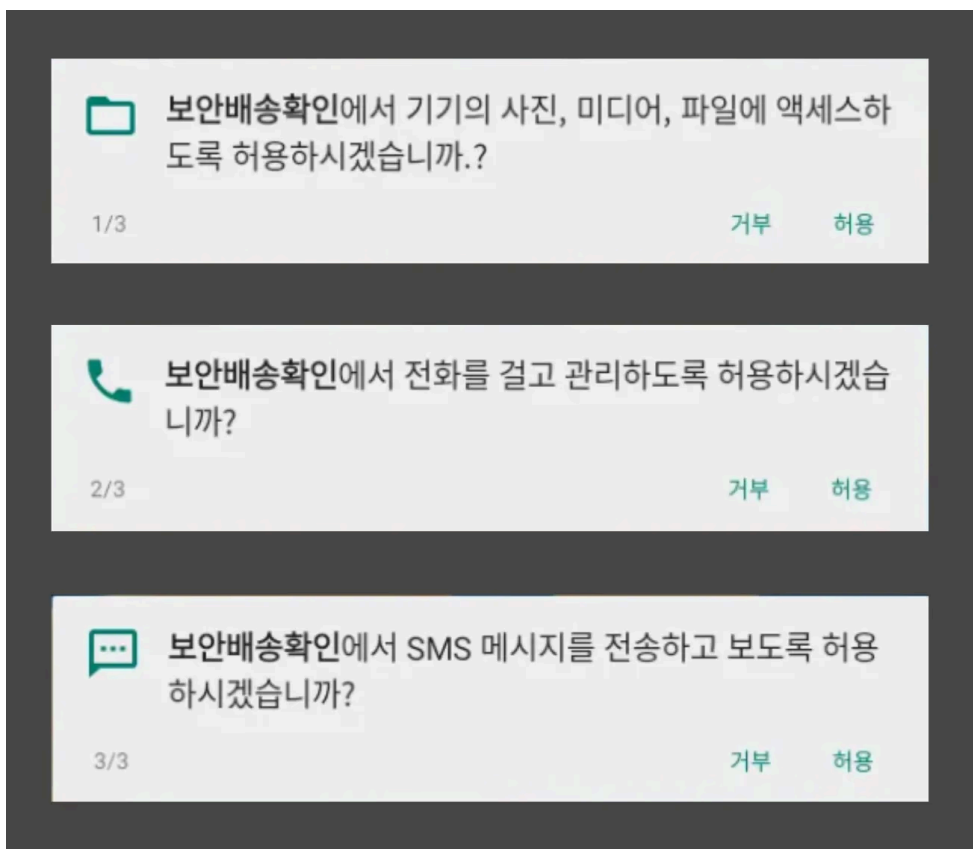 보안배송확인에서 기기의 사진, 미디어, 파일에 액세스하
도록 허용하시겠습니까.?
1/3 거부 허용
보안배송확인에서 전화를 걸고 관리하도록 허용하시겠습
니까?
2/3 거부 허용
보안배송확인에서 SMS 메시지를 전송하고 보도록 허용
하시겠습니까?
3/3 거부 허용